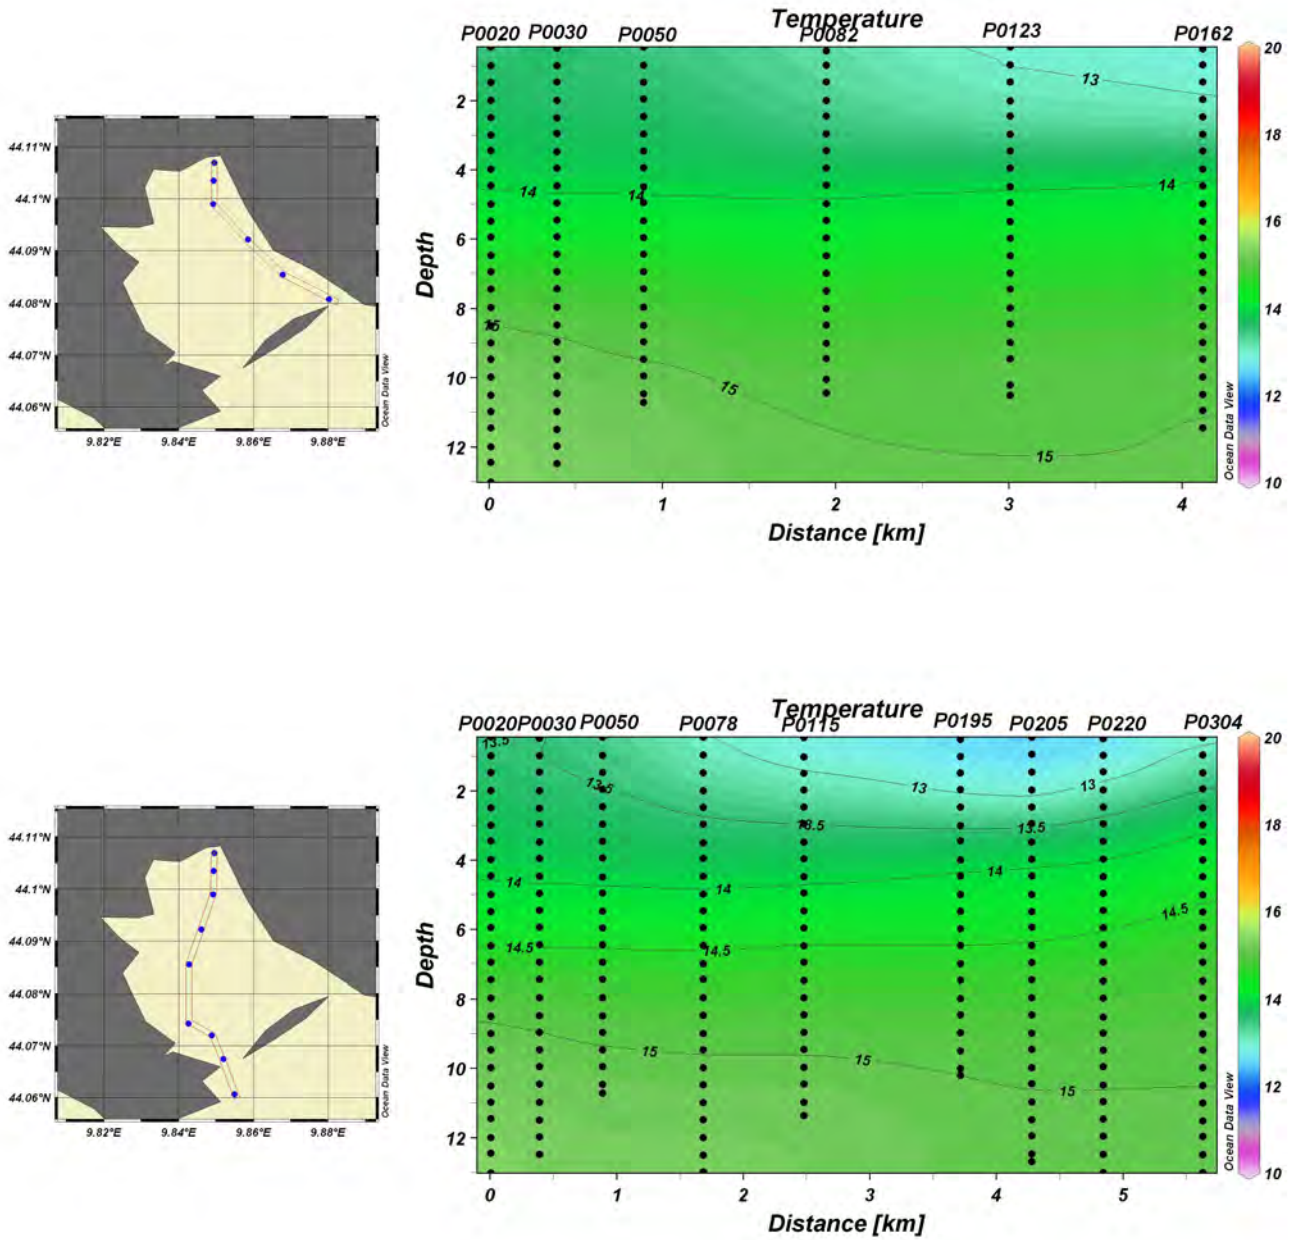 Temperature
P0020 P0030 P0050 P0082 P0123 P0162
44.11°N
44.1°N
44.09°N
44.08°N
44.07°N
44.06°N
9.82°E 9.84°E 9.86°E 9.88°E
Ocean Data View
Depth
2
4
6
8
10
12
13
14 14 14
15 15 15
0 1 2 3 4
Distance [km]
Ocean Data View
20
18
16
14
12
10
Temperature
P0020 P0030 P0050 P0078 P0115 P0195 P0205 P0220 P0304
44.11°N
44.1°N
44.09°N
44.08°N
44.07°N
44.06°N
9.82°E 9.84°E 9.86°E 9.88°E
Ocean Data View
Depth
2
4
6
8
10
12
13.5
13.5 13 13
13.5 13.5
14 14 14
14.5 14.5 14.5
15 15 15
0 1 2 3 4 5
Distance [km]
Ocean Data View
20
18
16
14
12
10